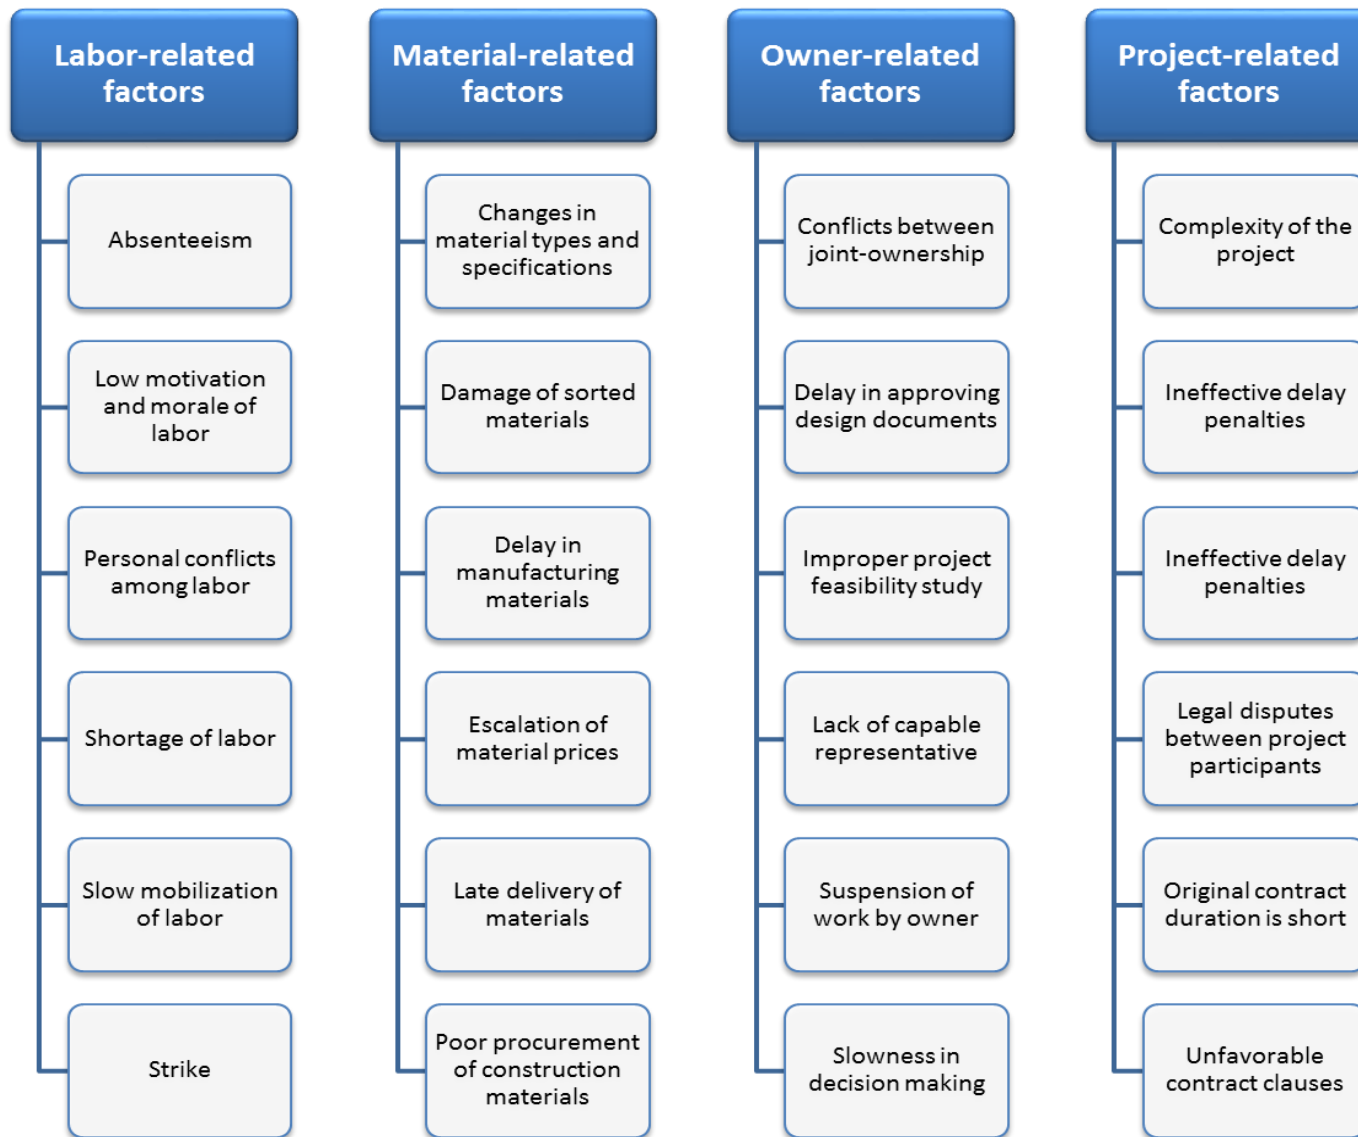 Labor-related
factors
Absenteeism
Low motivation
and morale of
labor
Personal conflicts
among labor
Shortage of labor
Slow mobilization
of labor
Strike
Material-related
factors
Changes in
material types and
specifications
Damage of sorted
materials
Delay in
manufacturing
materials
Escalation of
material prices
Late delivery of
materials
Poor procurement
of construction
materials
Owner-related
factors
Conflicts between
joint-ownership
Delay in approving
design documents
Improper project
feasibility study
Lack of capable
representative
Suspension of
work by owner
Slowness in
decision making
Project-related
factors
Complexity of the
project
Ineffective delay
penalties
Ineffective delay
penalties
Legal disputes
between project
participants
Original contract
duration is short
Unfavorable
contract clauses